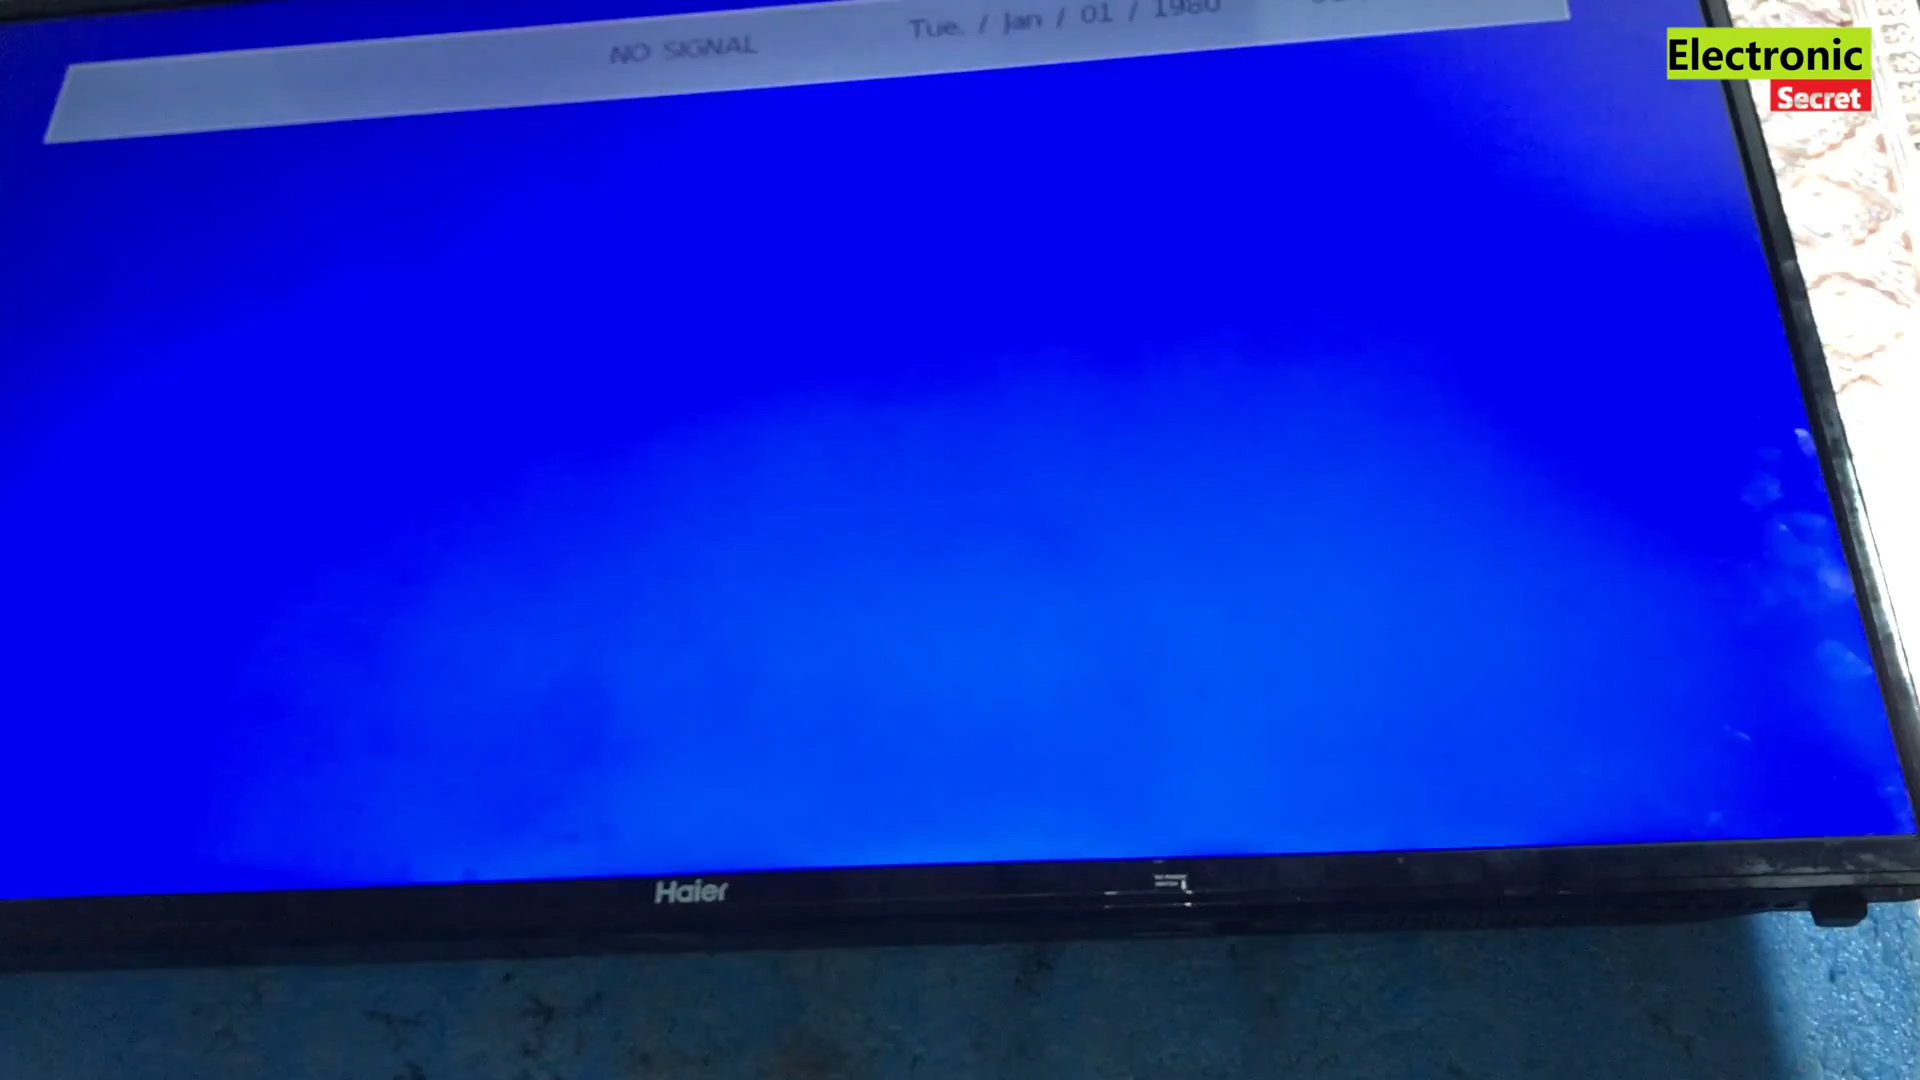 NO SIGNAL
Tue. / Jan / 01 / 1980
Electronic
Secret
Haier